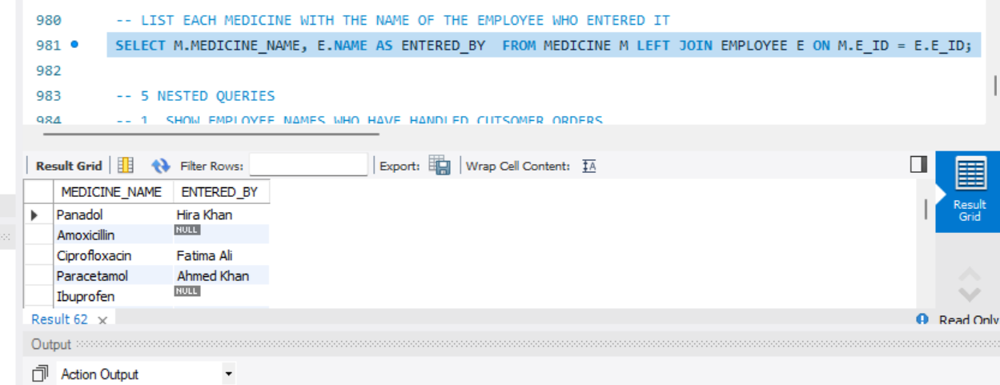 980 -- LIST EACH MEDICINE WITH THE NAME OF THE EMPLOYEE WHO ENTERED IT
981 SELECT M.MEDICINE_NAME, E.NAME AS ENTERED_BY FROM MEDICINE M LEFT JOIN EMPLOYEE E ON M.E_ID = E.E_ID;
982
983 -- 5 NESTED QUERIES
984 -- 1 SHOW EMPLOYEE NAMES WHO HAVE HANDLED CUTSOMER ORDERS
Result Grid Filter Rows: Export: Wrap Cell Content: IA
MEDICINE_NAME ENTERED_BY
Panadol Hira Khan
Amoxicillin NULL
Ciprofloxacin Fatima Ali
Paracetamol Ahmed Khan
Ibuprofen NULL
Result
Grid
Result 62 Read Only
Output
Action Output